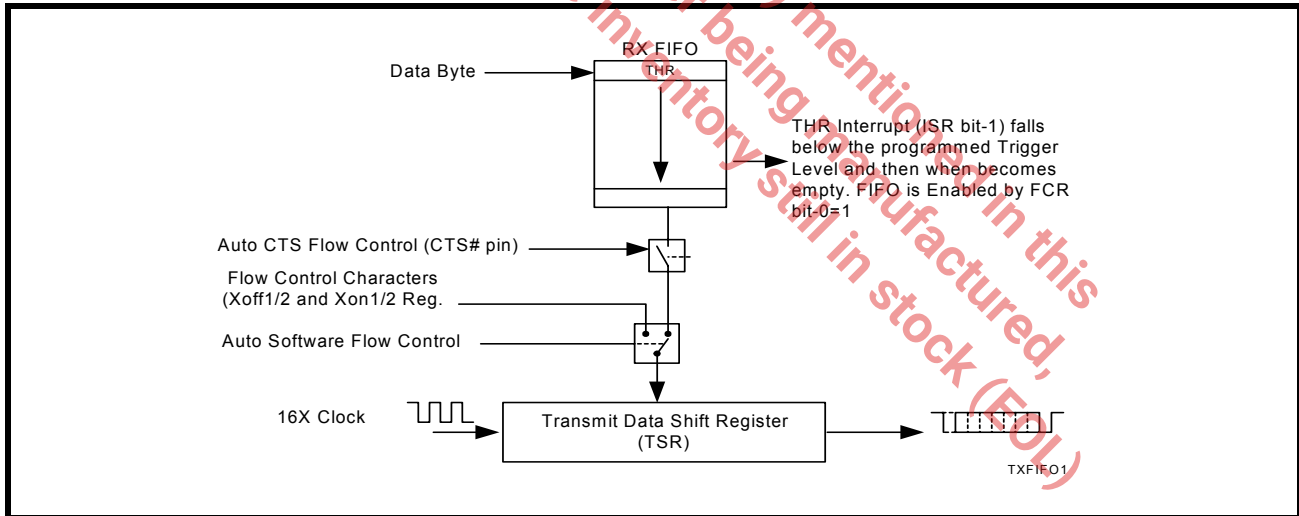 RX FIFO
THR
Data Byte
THR Interrupt (ISR bit-1) falls
below the programmed Trigger
Level and then when becomes
empty. FIFO is Enabled by FCR
bit-0=1
Auto CTS Flow Control (CTS# pin)
Flow Control Characters
(Xoff1/2 and Xon1/2 Reg.
Auto Software Flow Control
16X Clock
Transmit Data Shift Register
(TSR)
TXFIFO1
) mentioned in this
r being manufactured,
inventory still in stock (EOL)